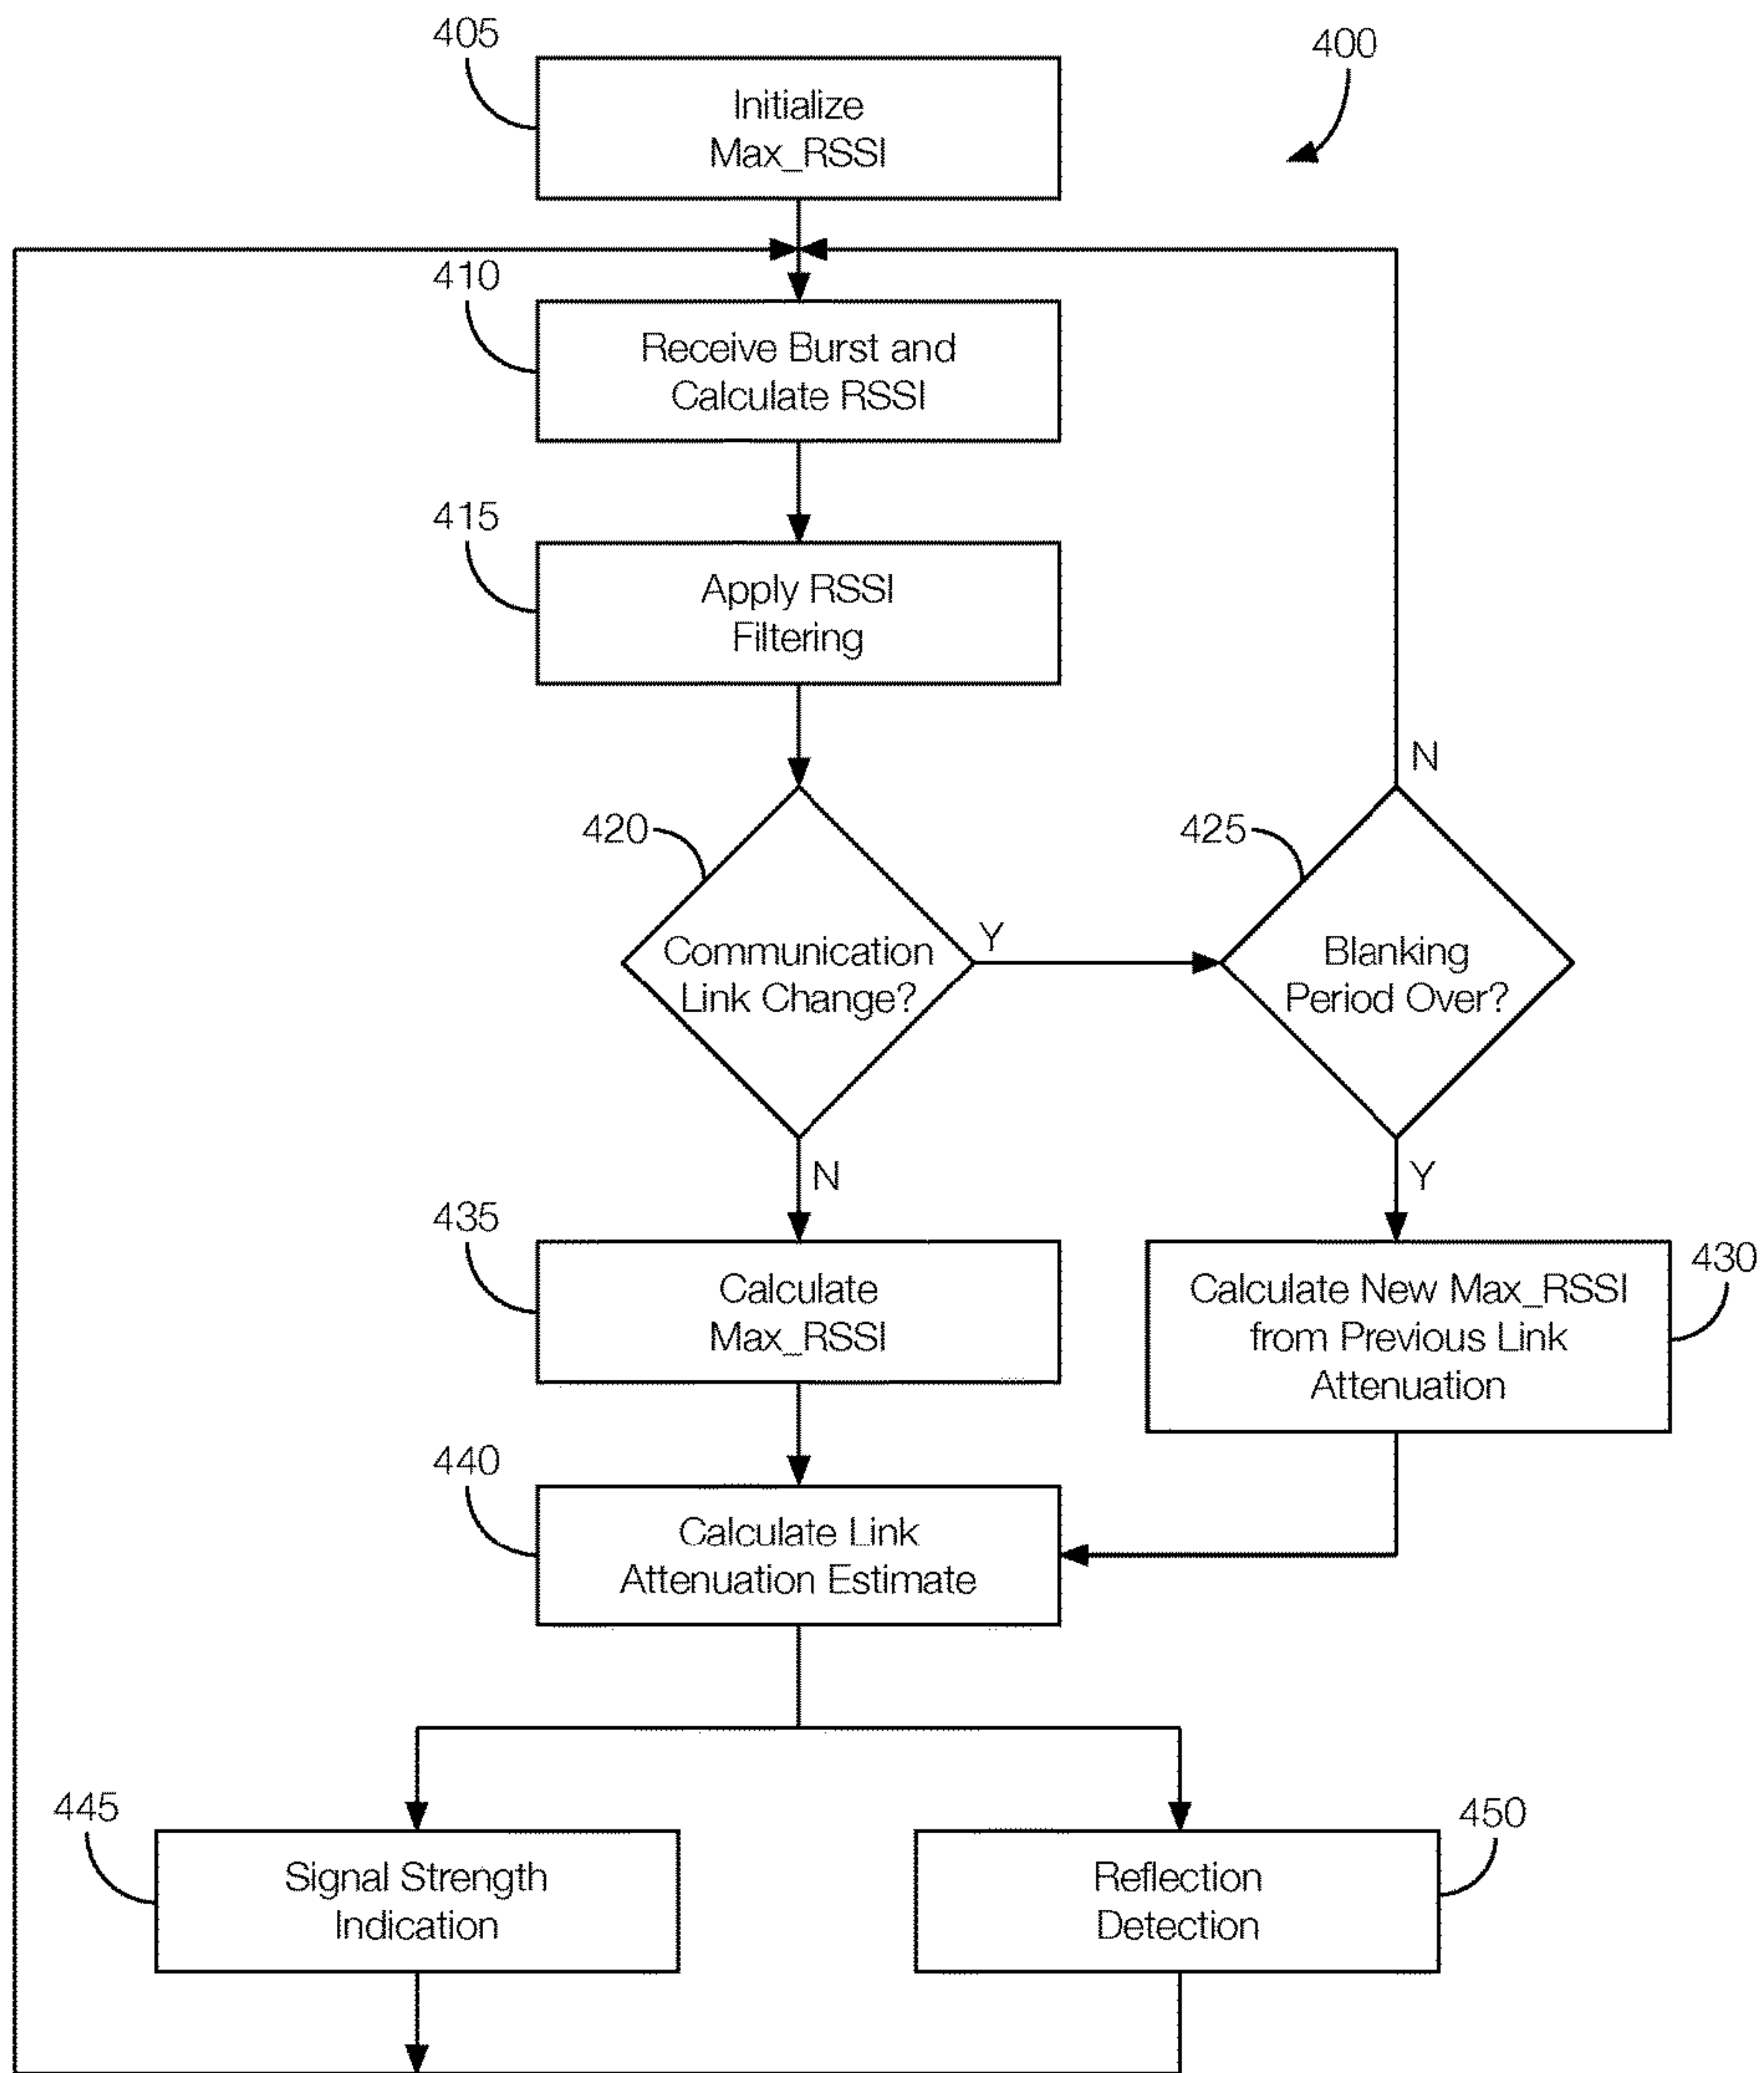 405
400
Initialize
Max_RSSI
410
Receive Burst and
Calculate RSSI
415
Apply RSSI
Filtering
N
420
425
Communication
Link Change?
Y
Blanking
Period Over?
N
Y
435
430
Calculate
Max_RSSI
Calculate New Max_RSSI
from Previous Link
Attenuation
440
Calculate Link
Attenuation Estimate
445
450
Signal Strength
Indication
Reflection
Detection